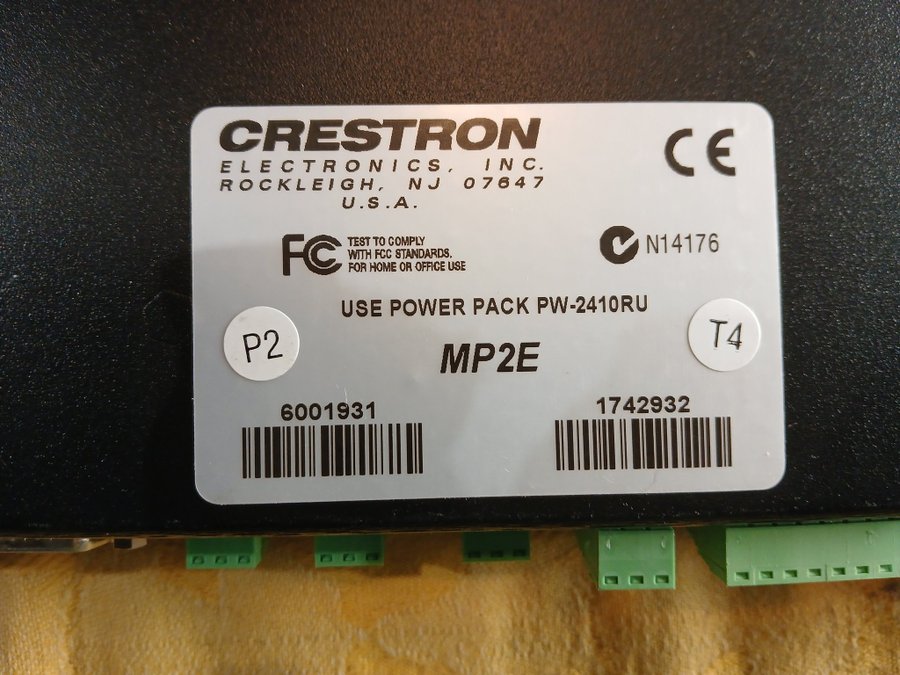 CRESTRON
ELECTRONICS, INC.
ROCKLEIGH, NJ 07647
U.S.A.
CE
FC TEST TO COMPLY
WITH FCC STANDARDS.
FOR HOME OR OFFICE USE
N14176
USE POWER PACK PW-2410RU
P2
MP2E
T4
6001931
1742932